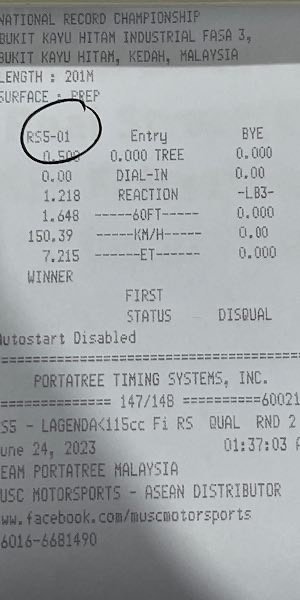 NATIONAL RECORD CHAMPIONSHIP
BUKIT KAYU HITAM INDUSTRIAL FASA 3,
BUKIT KAYU HITAM, KEDAH, MALAYSIA
LENGTH : 201M
SURFACE : PREP
RS5-01 Entry BYE
0.500 0.000 TREE 0.000
0.00 DIAL-IN 0.00
1.218 REACTION -LB3-
1.648 -----60FT----- 0.000
150.39 -----KM/H----- 0.00
7.215 ------ET------ 0.000
WINNER
FIRST
STATUS DISQUAL
Autostart Disabled
========================================
PORTATREE TIMING SYSTEMS, INC.
============== 147/148 ==========60021
S5 - LAGENDA<115cc Fi RS QUAL RND 2
une 24, 2023 01:37:03 A
EAM PORTATREE MALAYSIA
USC MOTORSPORTS - ASEAN DISTRIBUTOR
ww.facebook.com/muscmotorsports
6016-6681490